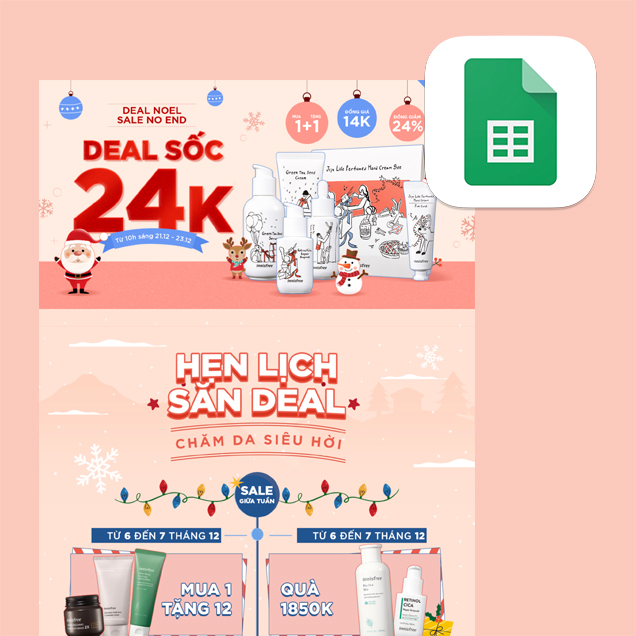 DEAL NOEL
SALE NO END
DEAL SỐC
24K
Từ 10h sáng 21.12 - 23.12
MUA TẶNG
1+1
ĐỒNG GIÁ
14K
ĐỒNG GIẢM
24%
Green Tea Seed
Cream
Jeju Life Perfumed Hand Cream Box
innisfree
innisfree
innisfree
HẸN LỊCH
SĂN DEAL
CHĂM DA SIÊU HỜI
SALE
GIỮA TUẦN
TỪ 6 ĐẾN 7 THÁNG 12
TỪ 6 ĐẾN 7 THÁNG 12
MUA 1
TẶNG 12
QUÀ
1850K
innisfree
innisfree
RETINOL
CICA